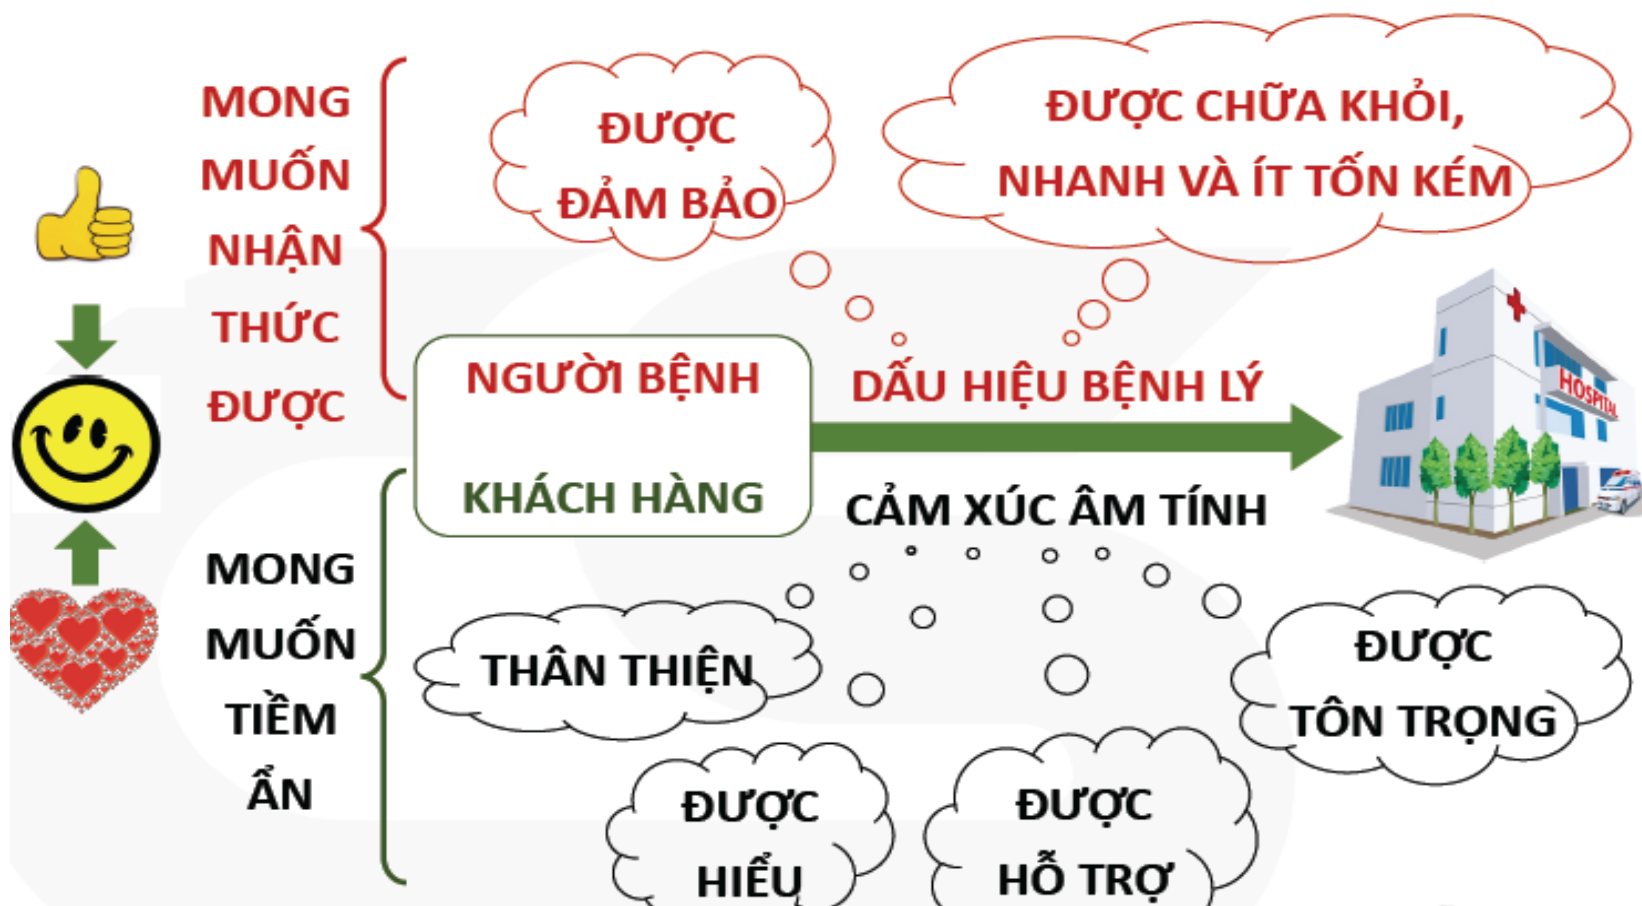 MONG
MUỐN
NHẬN
THỨC
ĐƯỢC
ĐƯỢC
ĐẢM BẢO
ĐƯỢC CHỮA KHỎI,
NHANH VÀ ÍT TỐN KÉM
NGƯỜI BỆNH
DẤU HIỆU BỆNH LÝ
HOSPITAL
KHÁCH HÀNG
CẢM XÚC ÂM TÍNH
MONG
MUỐN
TIỀM
ẨN
THÂN THIỆN
ĐƯỢC
HIỂU
ĐƯỢC
HỖ TRỢ
ĐƯỢC
TÔN TRỌNG